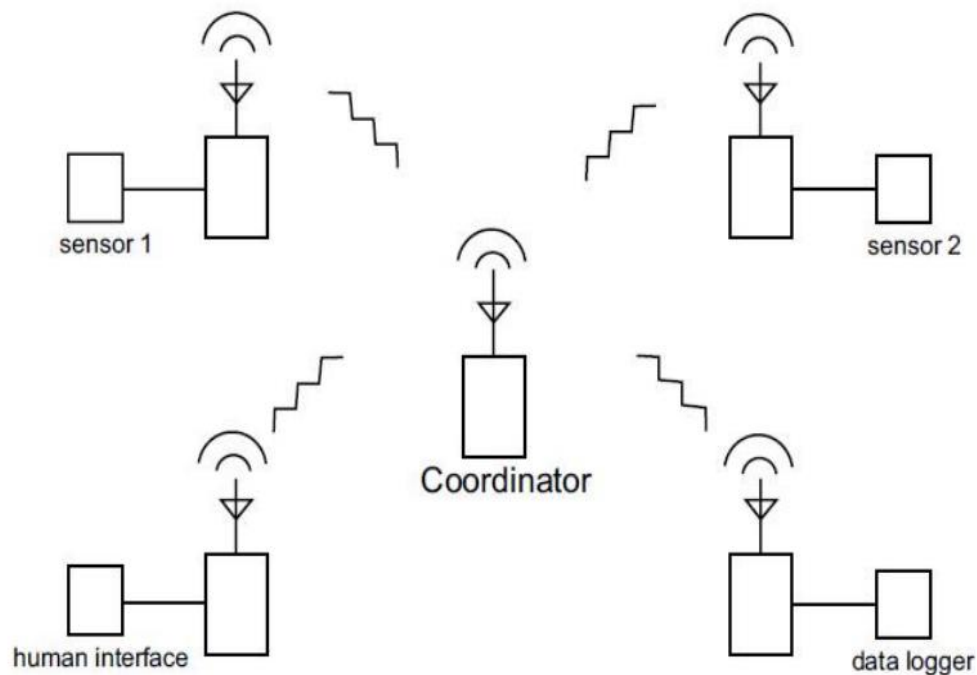 sensor 1
sensor 2
Coordinator
human interface
data logger